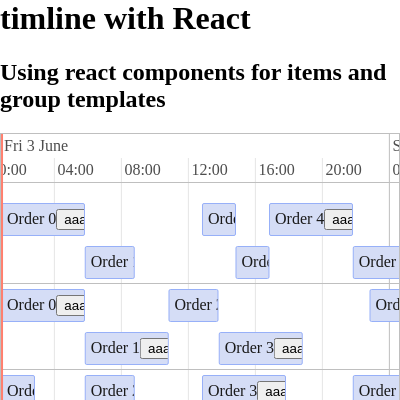 timline with React
Using react components for items and
group templates
Fri 3 June
04:00 08:00 12:00 16:00 20:00
Order 0 aaa Order 4 aaa
Order Order
Order 0 aaa
Order 1 aaa Order 3 aaa
Order 3 aaa Order